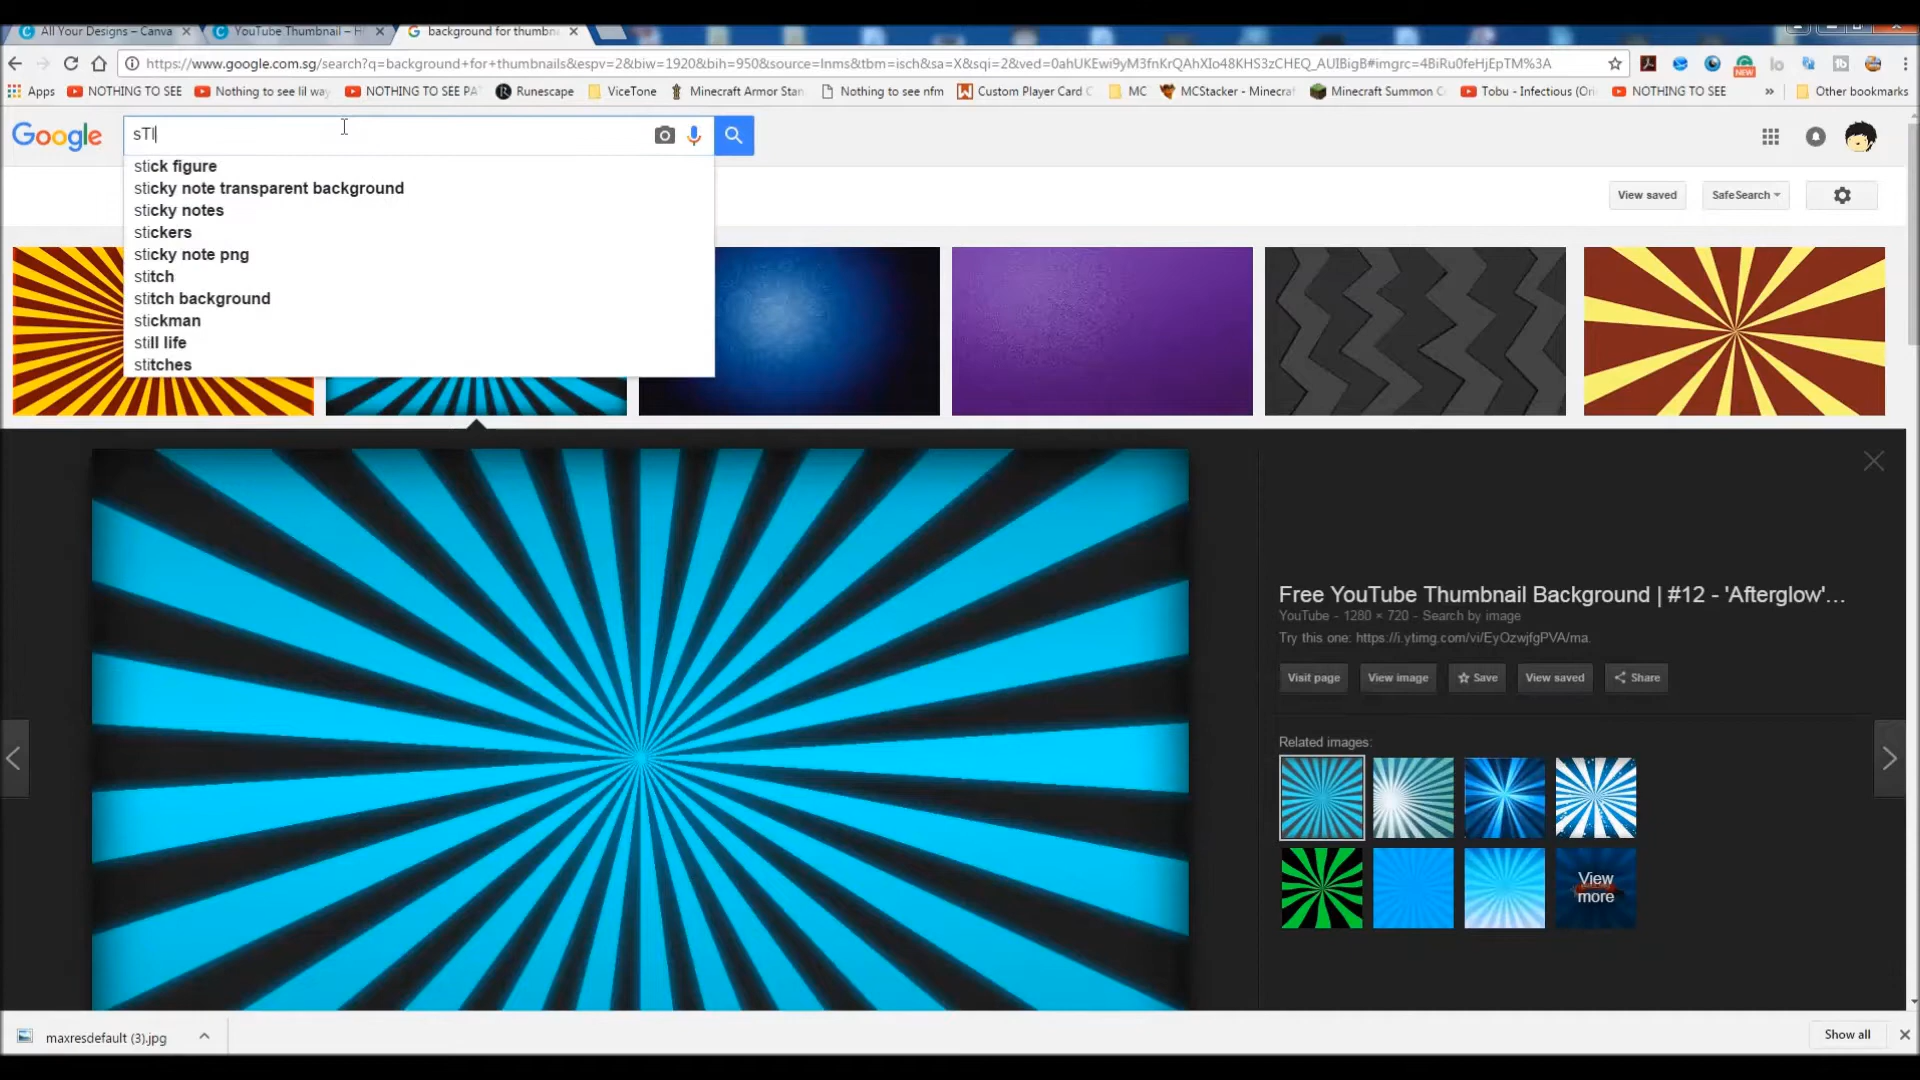 All Your Designs – Canva
YouTube Thumbnail – H
background for thumbn
https://www.google.com.sg/search?q=background+for+thumbnails&espv=2&biw=1920&bih=950&source=lnms&tbm=isch&sa=X&sqi=2&ved=0ahUKEwi9yM3fnKrQAhXIo48KHS3zCHEQ_AUIBigB#imgrc=4BiRu0feHjEpTM%3A
Apps NOTHING TO SEE Nothing to see lil way NOTHING TO SEE PA Runescape ViceTone Minecraft Armor Stan Nothing to see nfm Custom Player Card C MC MCStacker - Minecraf Minecraft Summon C Tobu - Infectious (Ori NOTHING TO SEE » Other bookmarks
Google sTI
stick figure
sticky note transparent background
sticky notes
stickers
sticky note png
stitch
stitch background
stickman
still life
stitches
View saved SafeSearch
Free YouTube Thumbnail Background | #12 - 'Afterglow'...
YouTube - 1280 × 720 - Search by image
Try this one: https://i.ytimg.com/vi/EyOzwjfgPVA/ma.
Visit page View image Save View saved Share
Related images:
View
more
maxresdefault (3).jpg
Show all